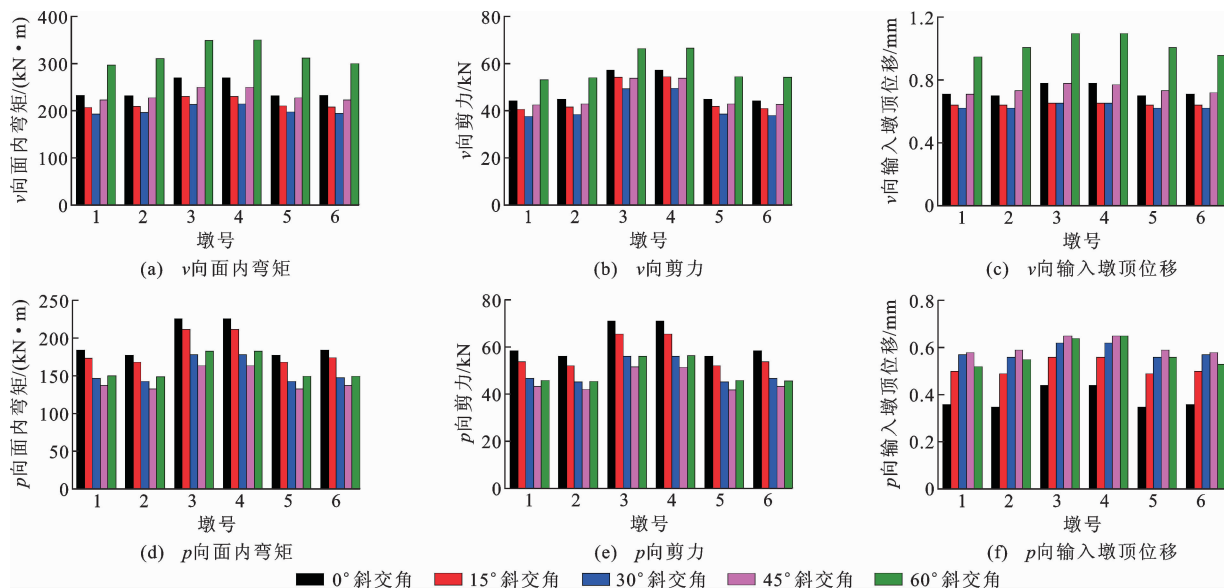 v向面内弯矩/(kN·m)
400
300
200
100
0
1 2 3 4 5 6
墩号
(a) v向面内弯矩
v向剪力/kN
80
60
40
20
0
1 2 3 4 5 6
墩号
(b) v向剪力
v向输入墩顶位移/mm
1.2
0.8
0.4
0
1 2 3 4 5 6
墩号
(c) v向输入墩顶位移
p向面内弯矩/(kN·m)
250
200
150
100
50
0
1 2 3 4 5 6
墩号
(d) p向面内弯矩
p向剪力/kN
80
60
40
20
0
1 2 3 4 5 6
墩号
(e) p向剪力
p向输入墩顶位移/mm
0.8
0.6
0.4
0.2
0
1 2 3 4 5 6
墩号
(f) p向输入墩顶位移
0°斜交角 15°斜交角 30°斜交角 45°斜交角 60°斜交角